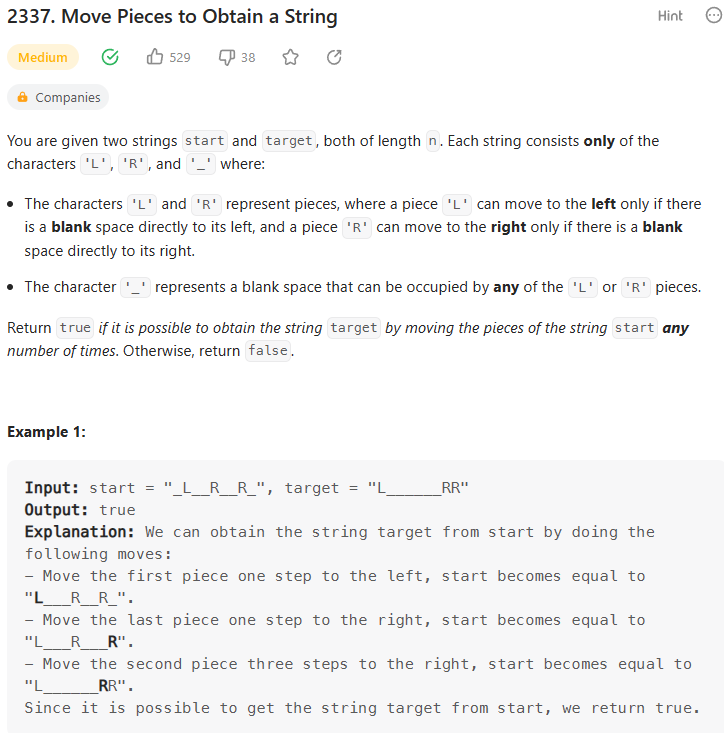 2337. Move Pieces to Obtain a String
Hint
Medium
529
38
Companies
You are given two strings start and target, both of length n. Each string consists only of the
characters 'L', 'R', and '_' where:
• The characters 'L' and 'R' represent pieces, where a piece 'L' can move to the left only if there
is a blank space directly to its left, and a piece 'R' can move to the right only if there is a blank
space directly to its right.
• The character '_' represents a blank space that can be occupied by any of the 'L' or 'R' pieces.
Return true if it is possible to obtain the string target by moving the pieces of the string start any
number of times. Otherwise, return false.
Example 1:
Input: start = "_L__R__R_", target = "L______RR"
Output: true
Explanation: We can obtain the string target from start by doing the
following moves:
- Move the first piece one step to the left, start becomes equal to
"L___R__R_".
- Move the last piece one step to the right, start becomes equal to
"L___R___R".
- Move the second piece three steps to the right, start becomes equal to
"L______RR".
Since it is possible to get the string target from start, we return true.